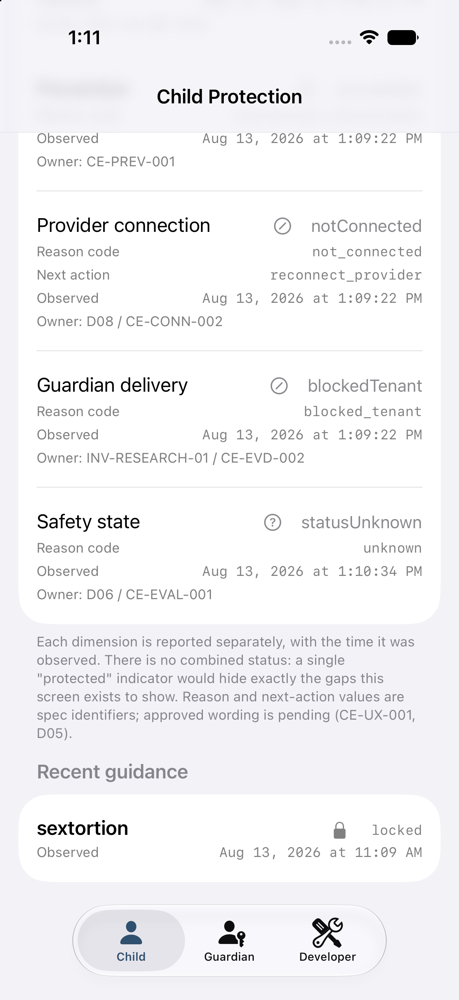 1:11
Child Protection
Observed Aug 13, 2026 at 1:09:22 PM
Owner: CE-PREV-001
Provider connection notConnected
Reason code not_connected
Next action reconnect_provider
Observed Aug 13, 2026 at 1:09:22 PM
Owner: D08 / CE-CONN-002
Guardian delivery blockedTenant
Reason code blocked_tenant
Observed Aug 13, 2026 at 1:09:22 PM
Owner: INV-RESEARCH-01 / CE-EVD-002
Safety state statusUnknown
Reason code unknown
Observed Aug 13, 2026 at 1:10:34 PM
Owner: D06 / CE-EVAL-001
Each dimension is reported separately, with the time it was
observed. There is no combined status: a single
"protected" indicator would hide exactly the gaps this
screen exists to show. Reason and next-action values are
spec identifiers; approved wording is pending (CE-UX-001,
D05).
Recent guidance
sextortion locked
Observed Aug 13, 2026 at 11:09 AM
Child Guardian Developer